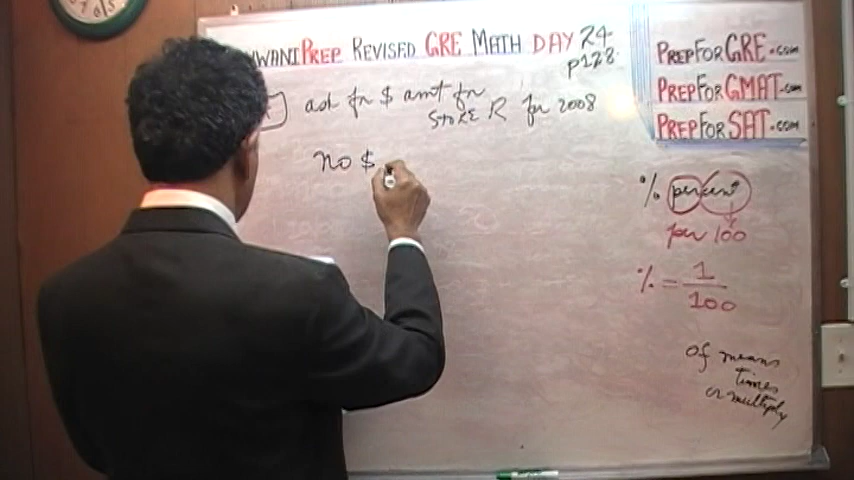 WANIPREP REVISED GRE MATH DAY 24
p128
ask for $ amt for
STORE R for 2008
no $
PREPFORGRE.com
PREPFORGMAT.com
PREPFORSAT.com
% percent
per 100
% = 1
100
of means
times
or multiply